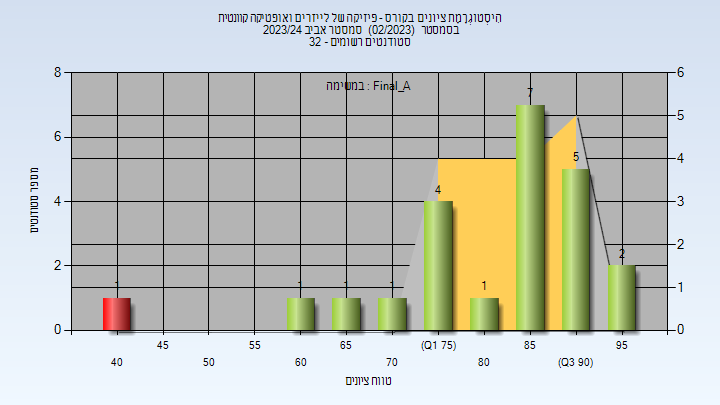 היסטוגרמת ציונים בקורס - פיזיקה של לייזרים ואופטיקה קוונטית
בסמסטר (02/2023) סמסטר אביב 2023/24
סטודנטים רשומים - 32
במשימה : Final_A
8 6 4 2 0
6 5 4 3 2 1 0
מספר סטודנטים
1 1 1 1 4 1 7 5 2
45 55 65 (Q1 75) 85 95
40 50 60 70 80 (Q3 90)
טווח ציונים